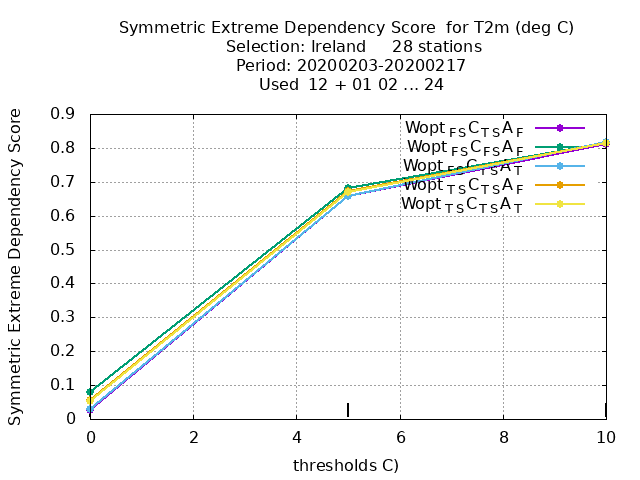 Symmetric Extreme Dependency Score  for T2m (deg C)
Selection: Ireland     28 stations
Period: 20200203-20200217
Used  12 + 01 02 ... 24
Symmetric Extreme Dependency Score
0.9
0.8
0.7
0.6
0.5
0.4
0.3
0.2
0.1
0
Wopt FS C TS A F
Wopt FS C FS A F
Wopt FS C TS A T
Wopt TS C TS A F
Wopt TS C TS A T
0 2 4 6 8 10
thresholds C)